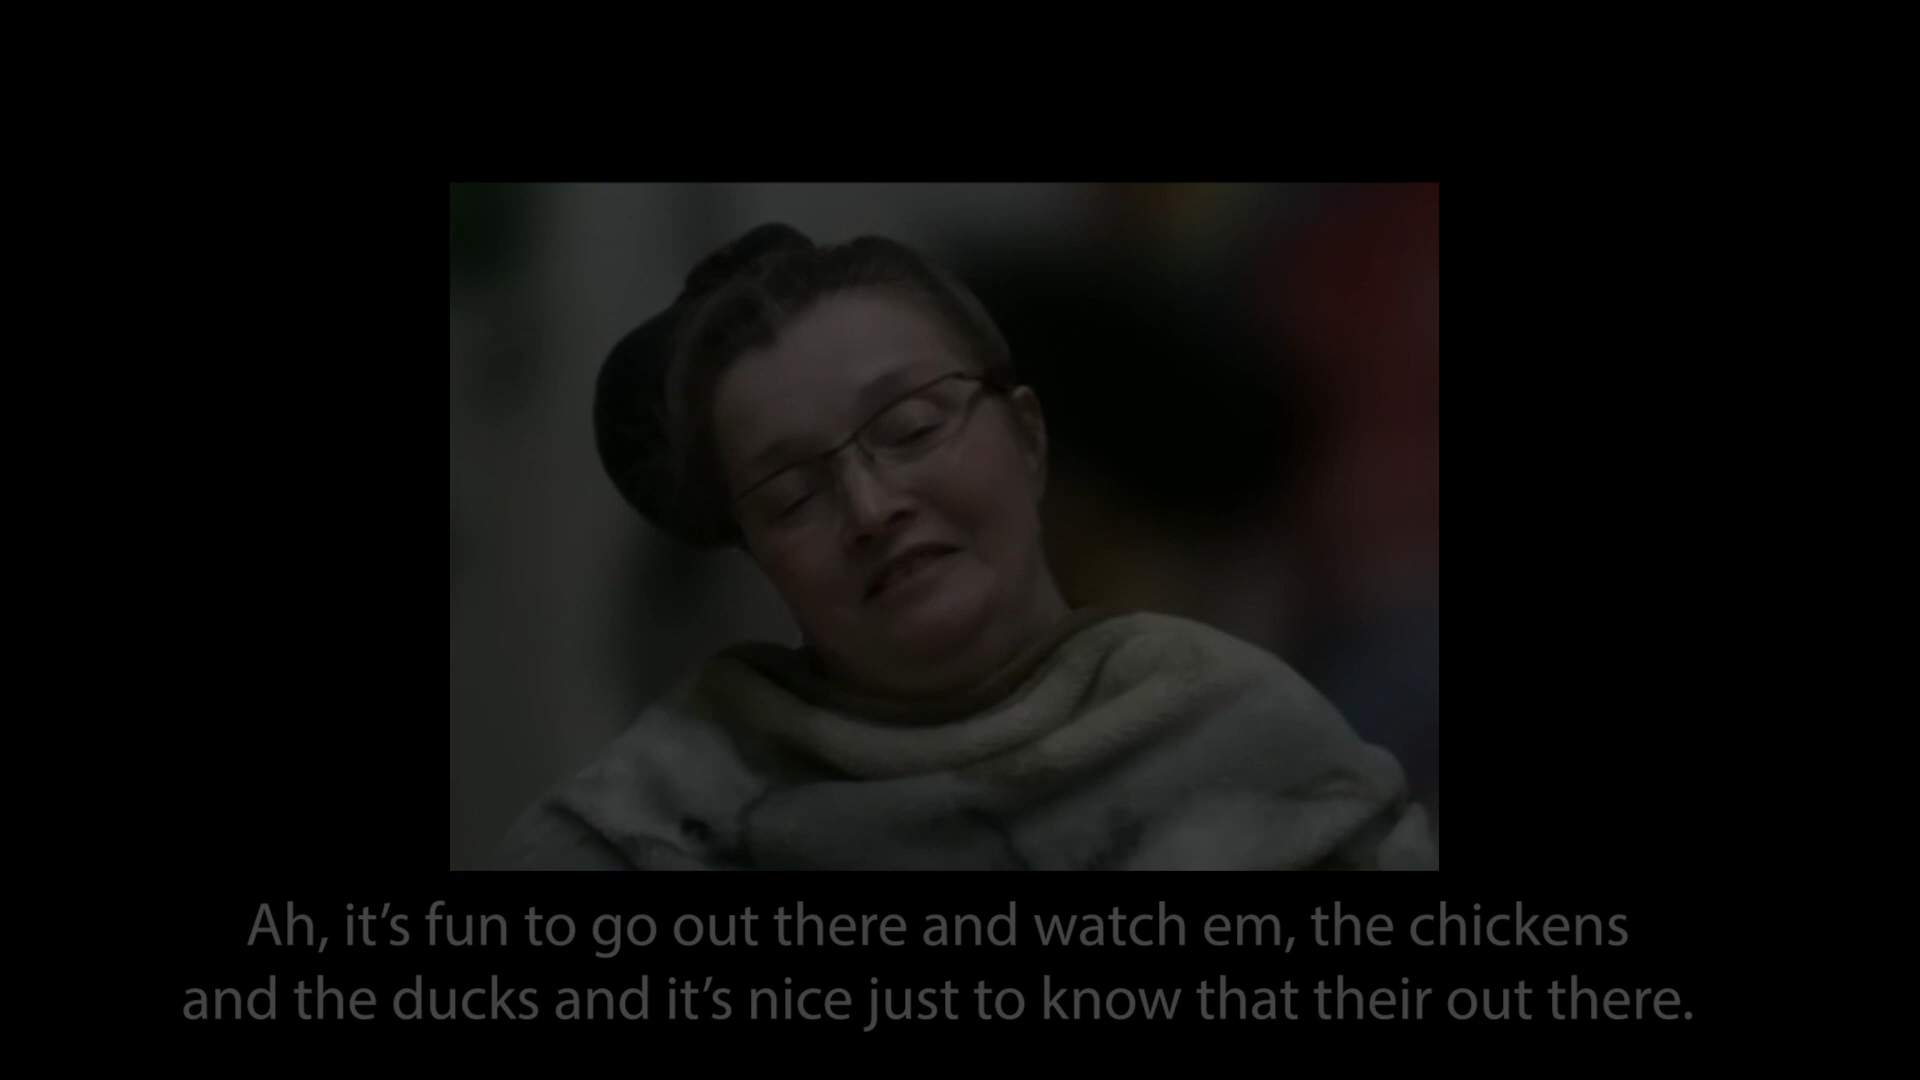 Ah, it’s fun to go out there and watch em, the chickens
and the ducks and it’s nice just to know that their out there.